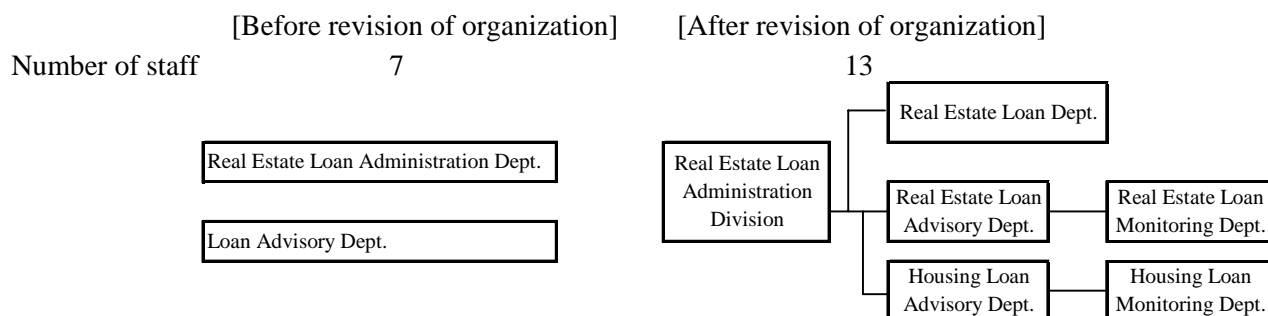 [Before revision of organization] [After revision of organization]
Number of staff 7 13
Real Estate Loan Administration Dept.
Loan Advisory Dept.
Real Estate Loan
Administration
Division
Real Estate Loan Dept.
Real Estate Loan
Advisory Dept.
Real Estate Loan
Monitoring Dept.
Housing Loan
Advisory Dept.
Housing Loan
Monitoring Dept.